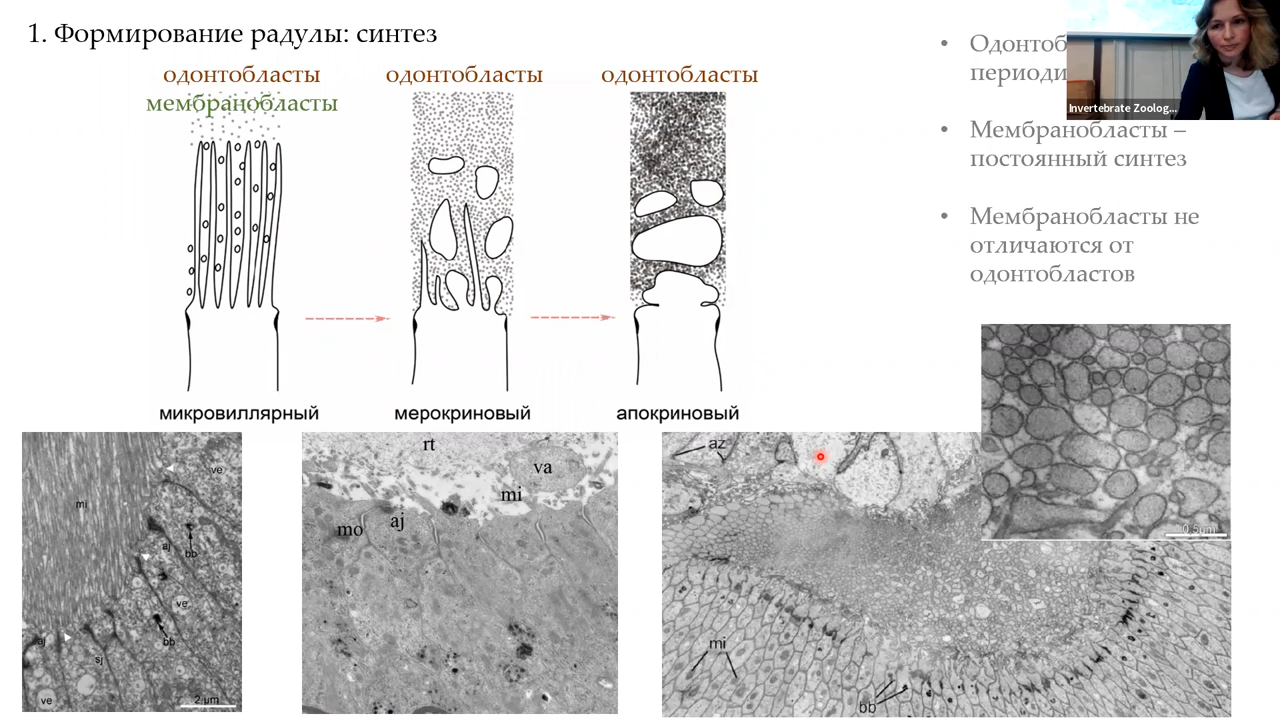 1. Формирование радулы: синтез
одонтобласты
мембранобласты
одонтобласты
одонтобласты
микровиллярный
мерокриновый
апокриновый
•
•
Мембранобласты –
постоянный синтез
•
Мембранобласты не
отличаются от
одонтобластов
Invertebrate Zoolog...
mi
ve
aj
bb
ve
bb
aj
sj
ve
2 µm
rt
va
mi
aj
mo
az
mi
bb
0.5µm